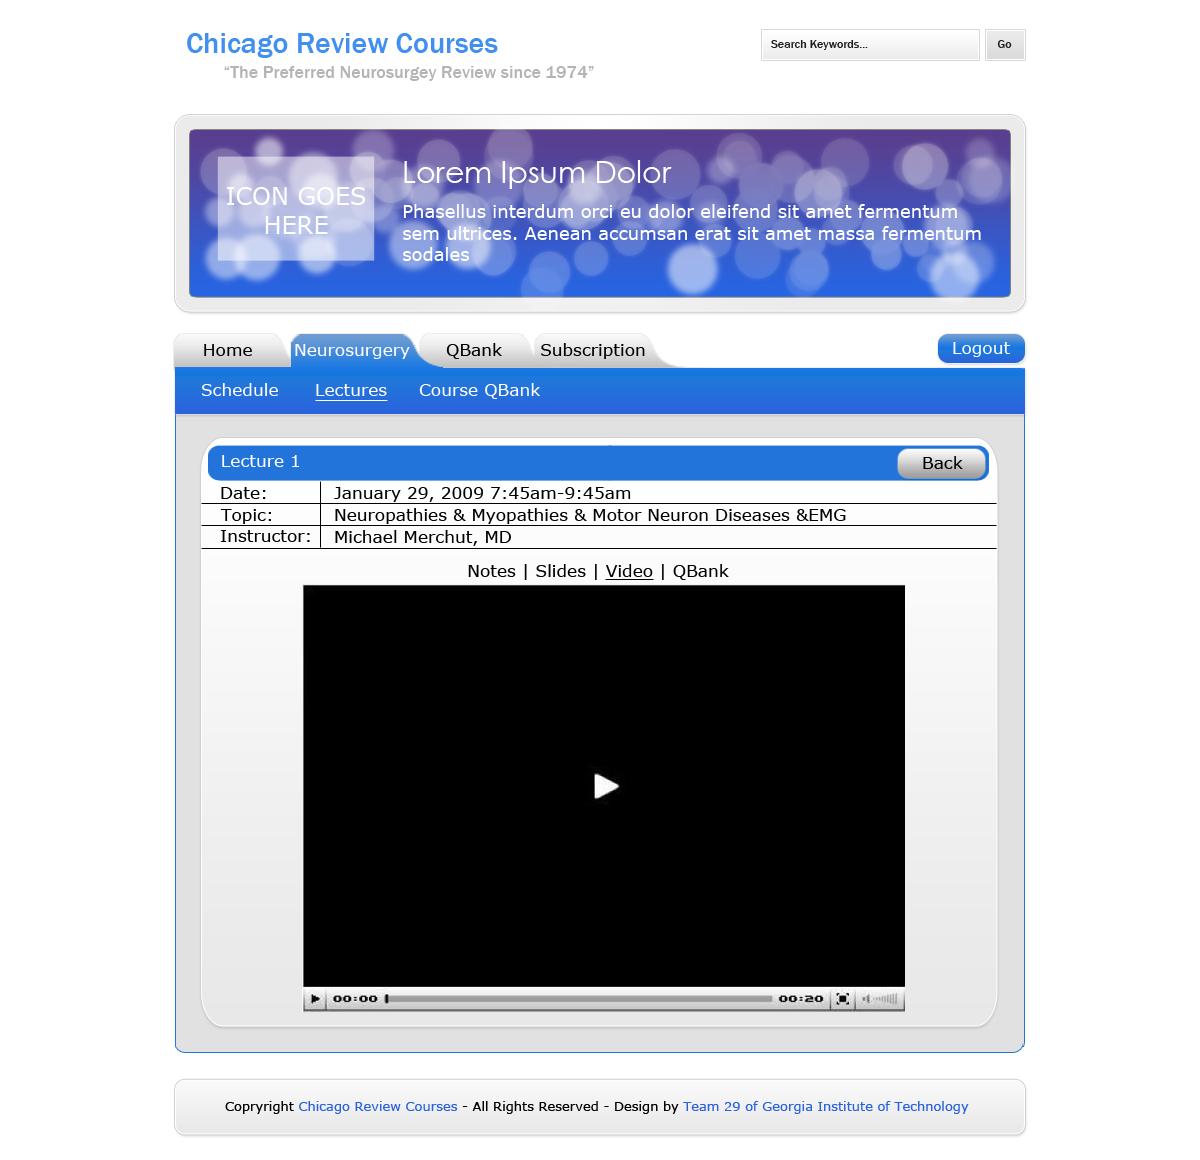 Chicago Review Courses
“The Preferred Neurosurgey Review since 1974”
Search Keywords...
Go
ICON GOES
HERE
Lorem Ipsum Dolor
Phasellus interdum orci eu dolor eleifend sit amet fermentum
sem ultrices. Aenean accumsan erat sit amet massa fermentum
sodales
Home
Neurosurgery
QBank
Subscription
Logout
Schedule
Lectures
Course QBank
Lecture 1
Back
Date: January 29, 2009 7:45am-9:45am
Topic: Neuropathies & Myopathies & Motor Neuron Diseases &EMG
Instructor: Michael Merchut, MD
Notes | Slides | Video | QBank
00:00
00:20
Copyright Chicago Review Courses - All Rights Reserved - Design by Team 29 of Georgia Institute of Technology